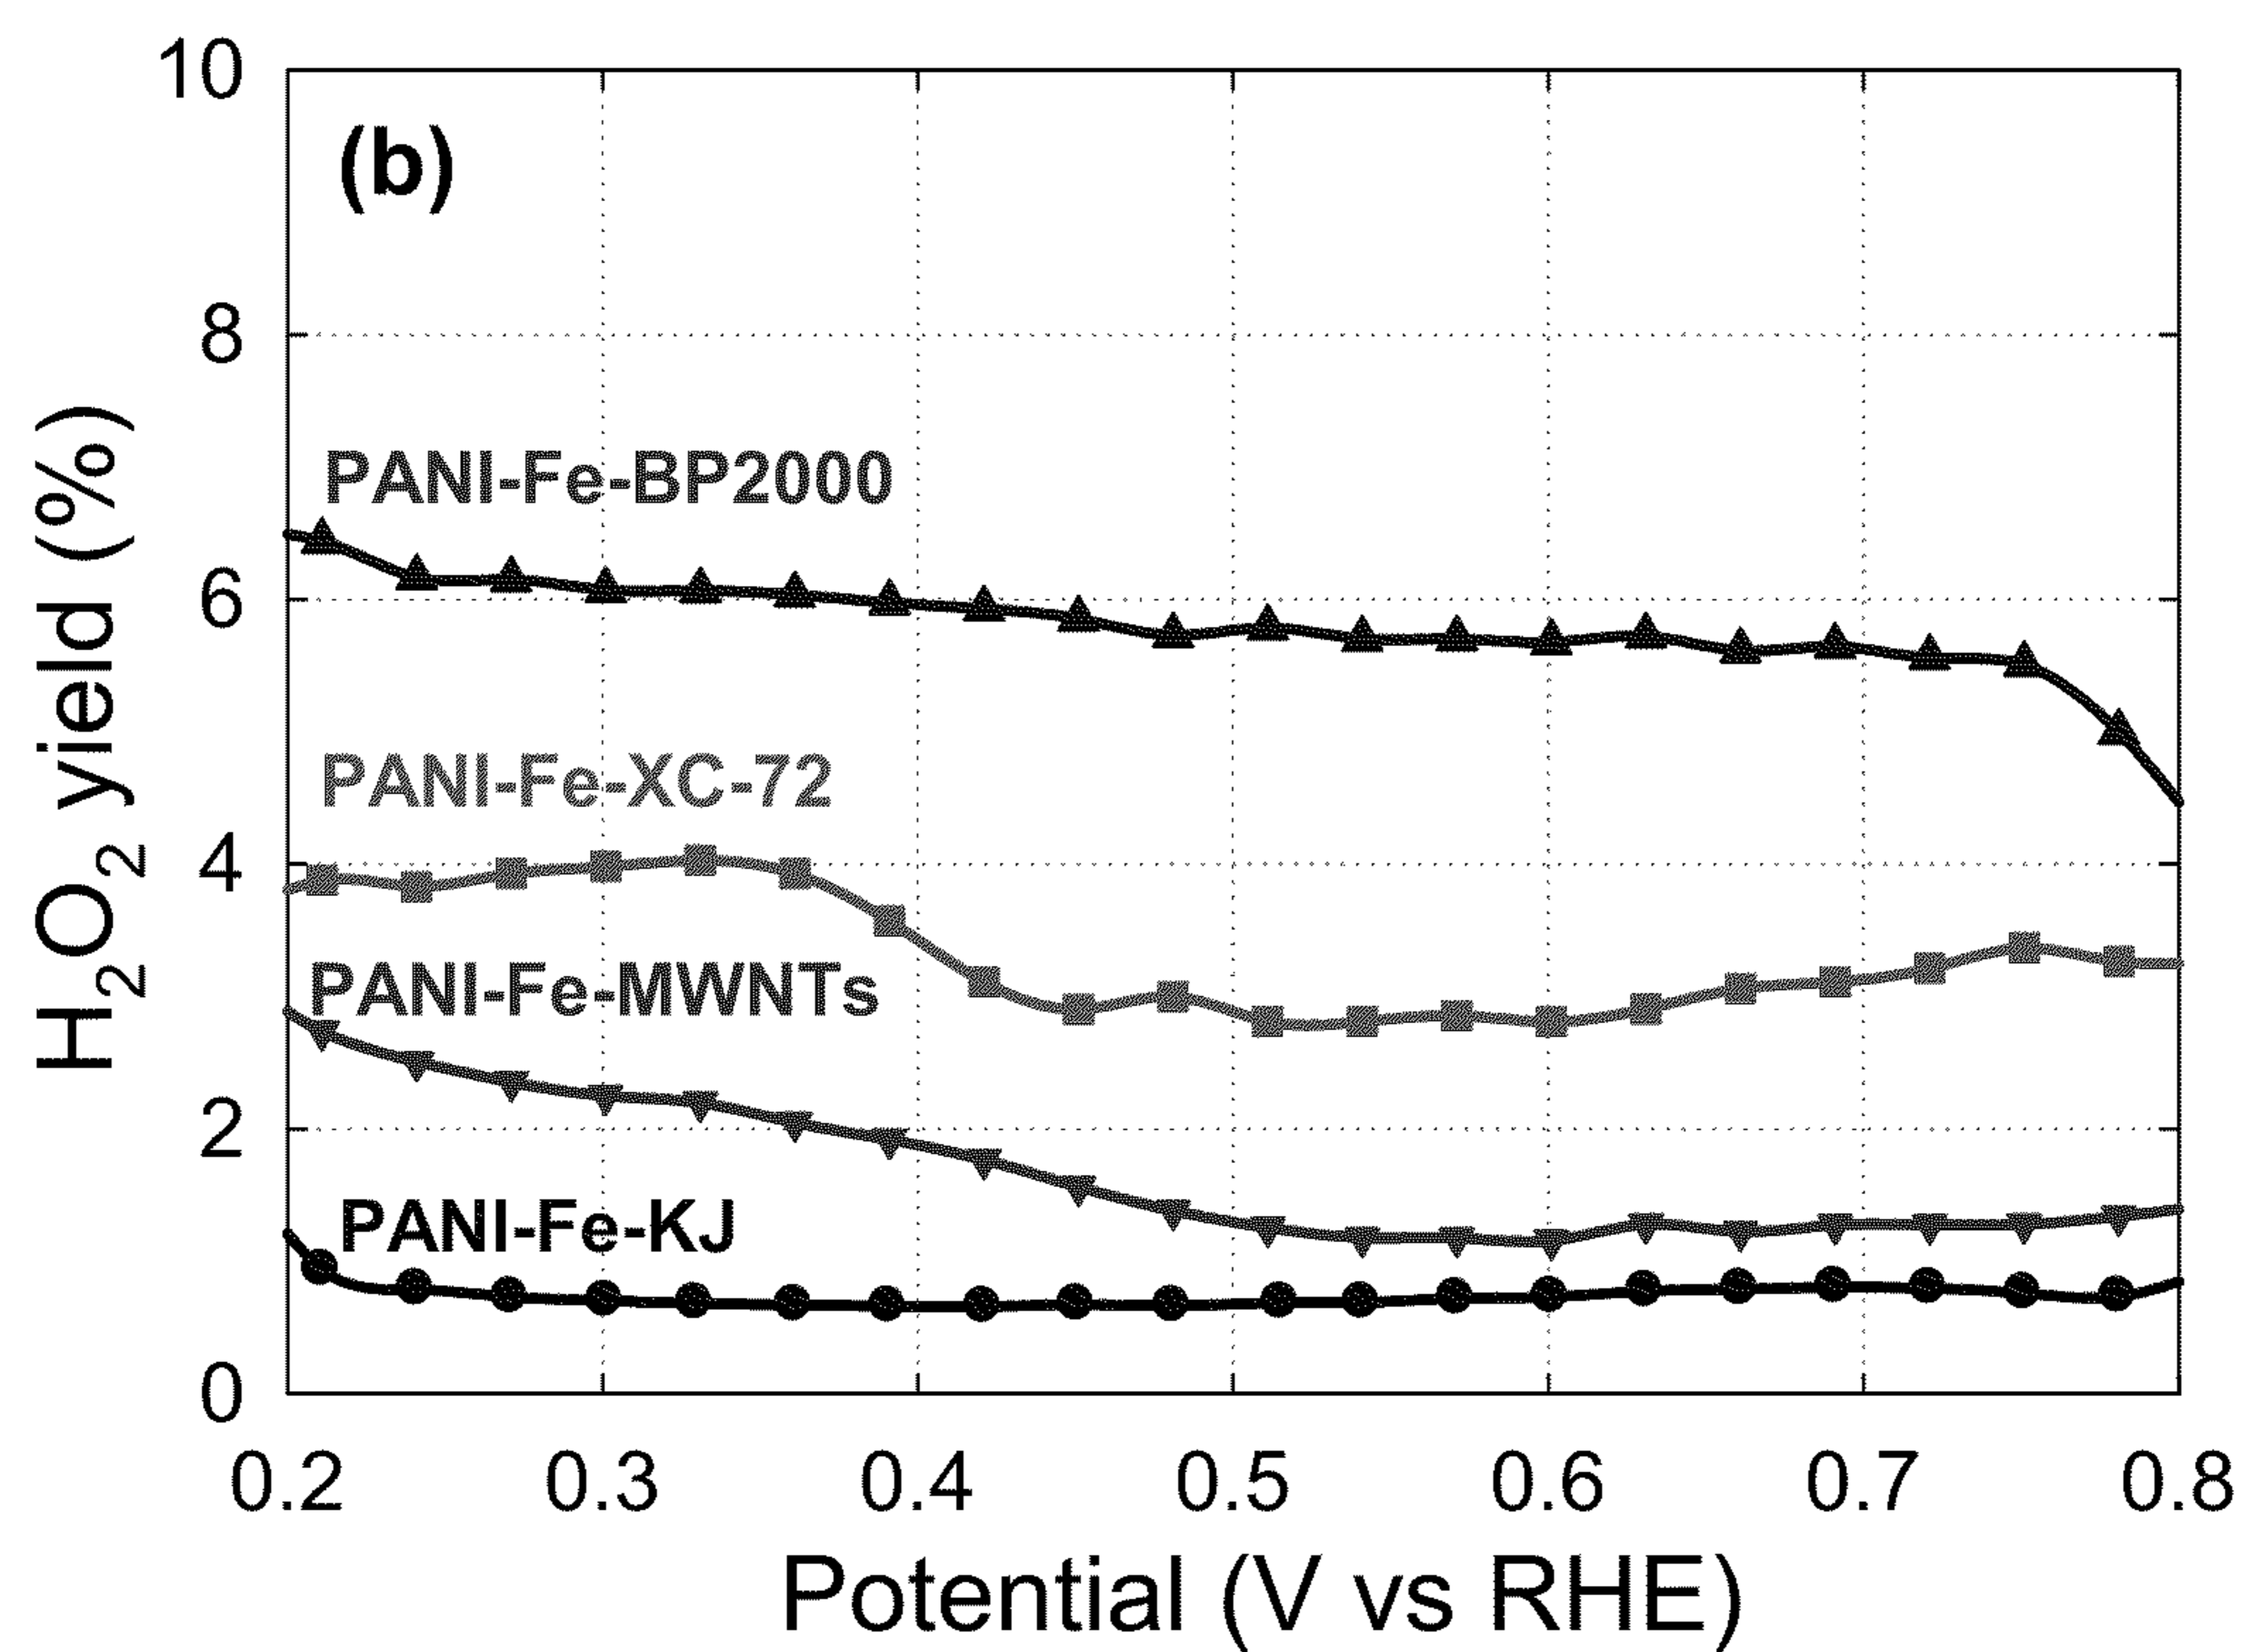 (b)
H₂O₂ yield (%)
10
8
6
4
2
0
PANI-Fe-BP2000
PANI-Fe-XC-72
PANI-Fe-MWNTs
PANI-Fe-KJ
0.2 0.3 0.4 0.5 0.6 0.7 0.8
Potential (V vs RHE)